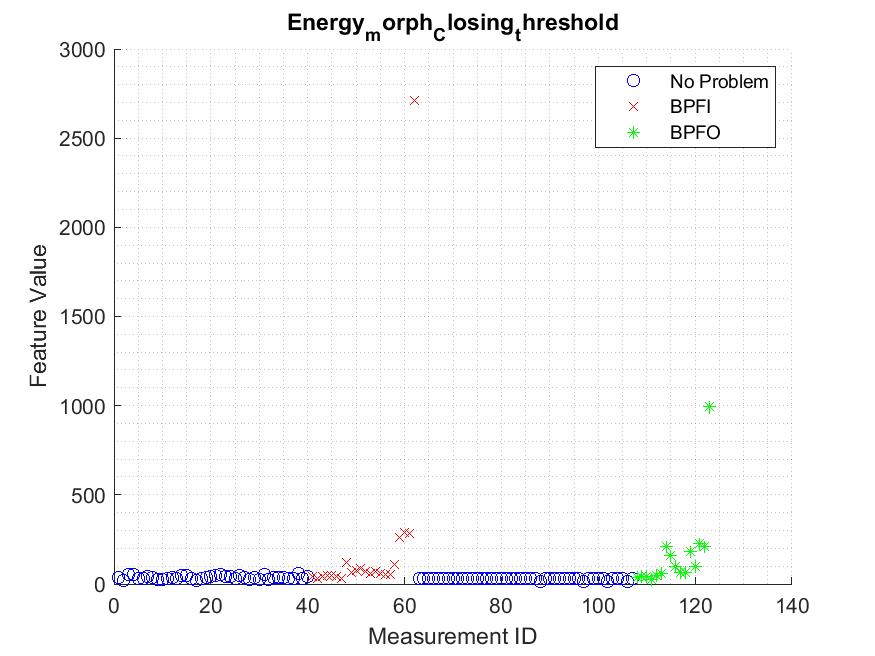 Energy_morph_Closing_threshold
3000
2500
2000
1500
1000
500
0
Feature Value
No Problem
BPFI
BPFO
0 20 40 60 80 100 120 140
Measurement ID